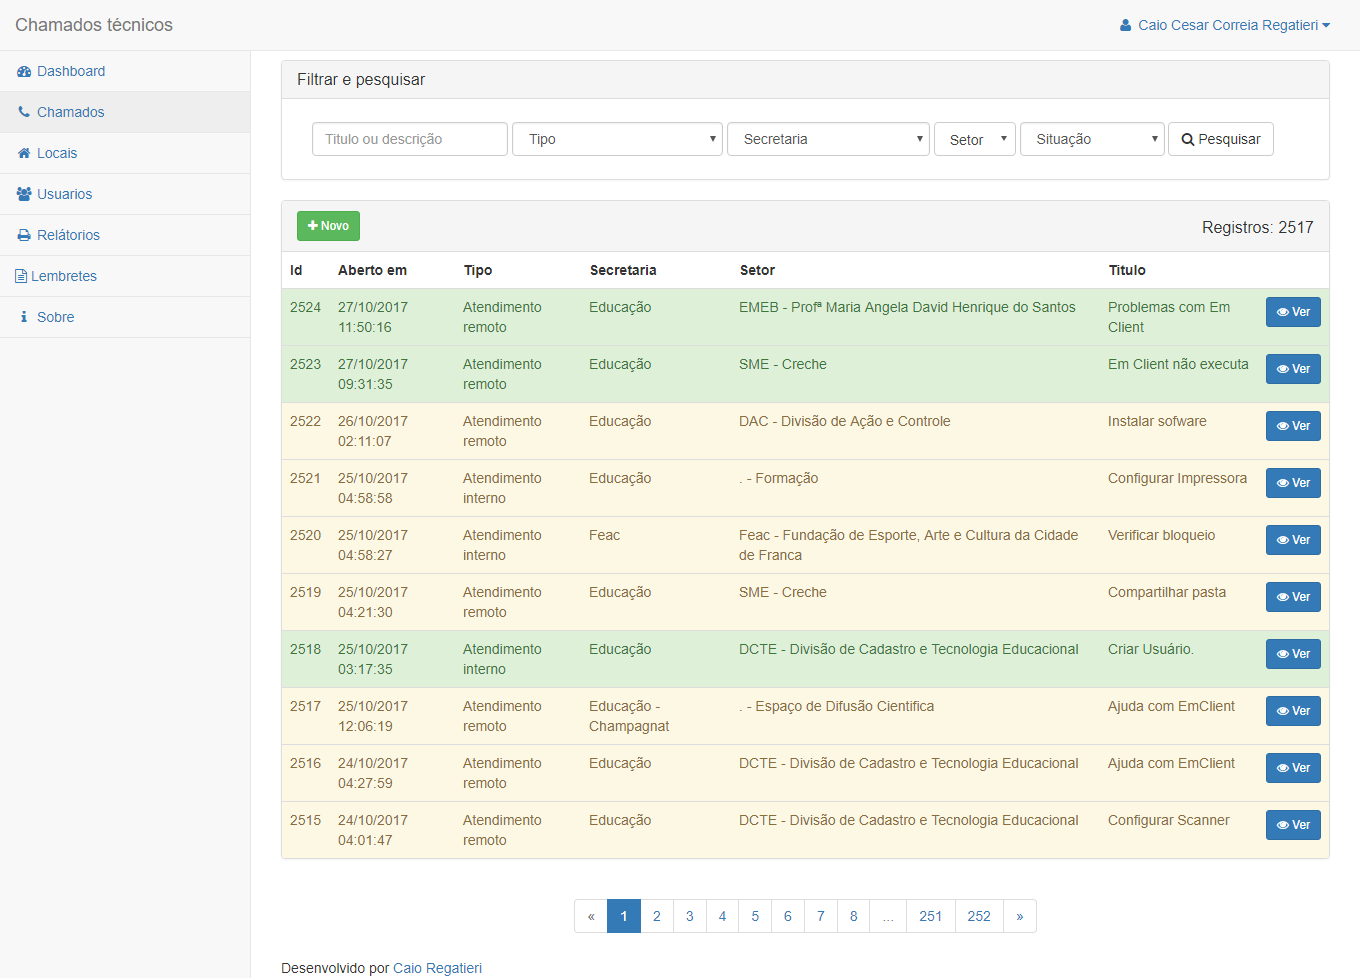 Chamados técnicos
Caio Cesar Correia Regatieri
Dashboard
Chamados
Locais
Usuarios
Relátorios
Lembretes
Sobre
Filtrar e pesquisar
Titulo ou descrição Tipo Secretaria Setor Situação Pesquisar
Novo Registros: 2517
Id Aberto em Tipo Secretaria Setor Titulo
2524 27/10/2017 Atendimento Educação EMEB - Profª Maria Angela David Henrique do Santos Problemas com Em Ver
11:50:16 remoto Client
2523 27/10/2017 Atendimento Educação SME - Creche Em Client não executa Ver
09:31:35 remoto
2522 26/10/2017 Atendimento Educação DAC - Divisão de Ação e Controle Instalar sofware Ver
02:11:07 remoto
2521 25/10/2017 Atendimento Educação . - Formação Configurar Impressora Ver
04:58:58 interno
2520 25/10/2017 Atendimento Feac Feac - Fundação de Esporte, Arte e Cultura da Cidade Verificar bloqueio Ver
04:58:27 interno de Franca
2519 25/10/2017 Atendimento Educação SME - Creche Compartilhar pasta Ver
04:21:30 remoto
2518 25/10/2017 Atendimento Educação DCTE - Divisão de Cadastro e Tecnologia Educacional Criar Usuário. Ver
03:17:35 interno
2517 25/10/2017 Atendimento Educação - . - Espaço de Difusão Cientifica Ajuda com EmClient Ver
12:06:19 remoto Champagnat
2516 24/10/2017 Atendimento Educação DCTE - Divisão de Cadastro e Tecnologia Educacional Ajuda com EmClient Ver
04:27:59 remoto
2515 24/10/2017 Atendimento Educação DCTE - Divisão de Cadastro e Tecnologia Educacional Configurar Scanner Ver
04:01:47 remoto
« 1 2 3 4 5 6 7 8 ... 251 252 »
Desenvolvido por Caio Regatieri